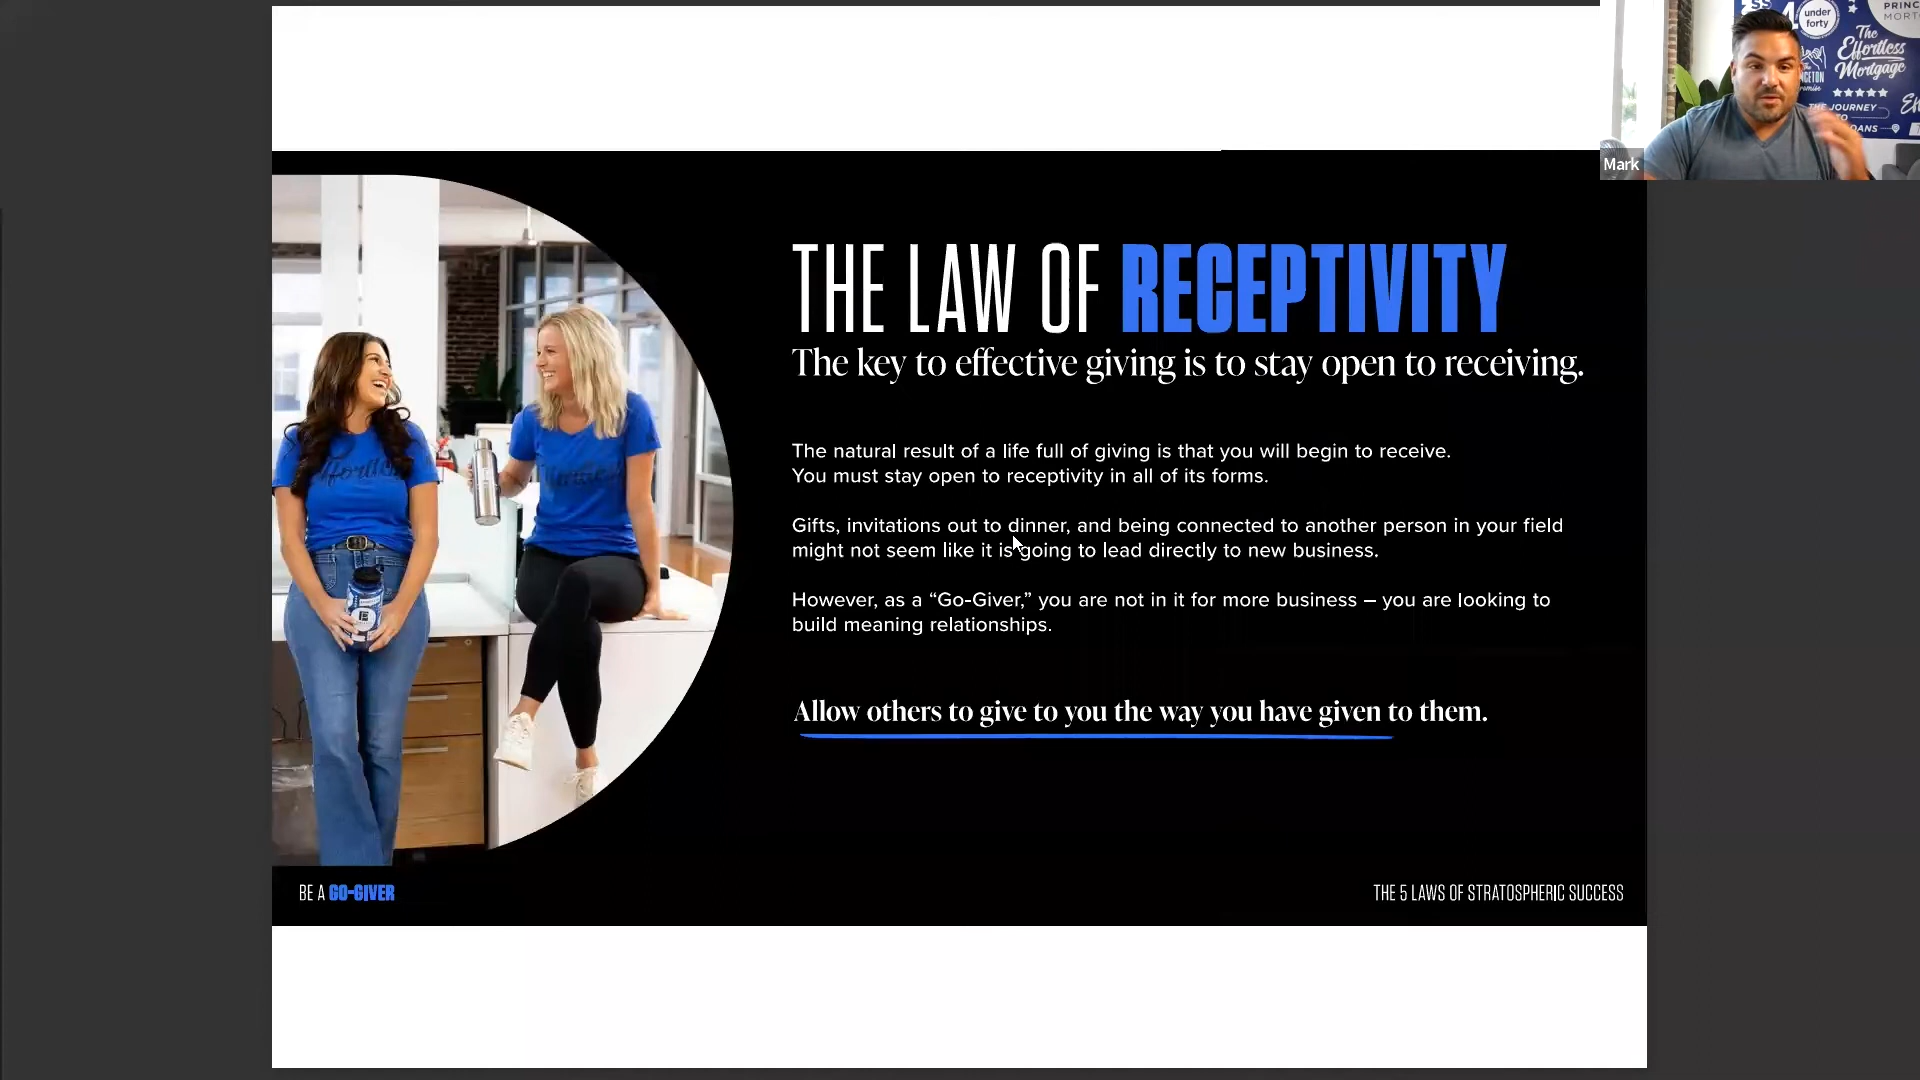 under
forty
PRINC
MORT
The
Effortless
Mortgage
THE JOURNEY
TO
OANS
Mark
THE LAW OF RECEPTIVITY
The key to effective giving is to stay open to receiving.
The natural result of a life full of giving is that you will begin to receive.
You must stay open to receptivity in all of its forms.
Gifts, invitations out to dinner, and being connected to another person in your field
might not seem like it is going to lead directly to new business.
However, as a “Go-Giver,” you are not in it for more business – you are looking to
build meaning relationships.
Allow others to give to you the way you have given to them.
BE A GO-GIVER
THE 5 LAWS OF STRATOSPHERIC SUCCESS